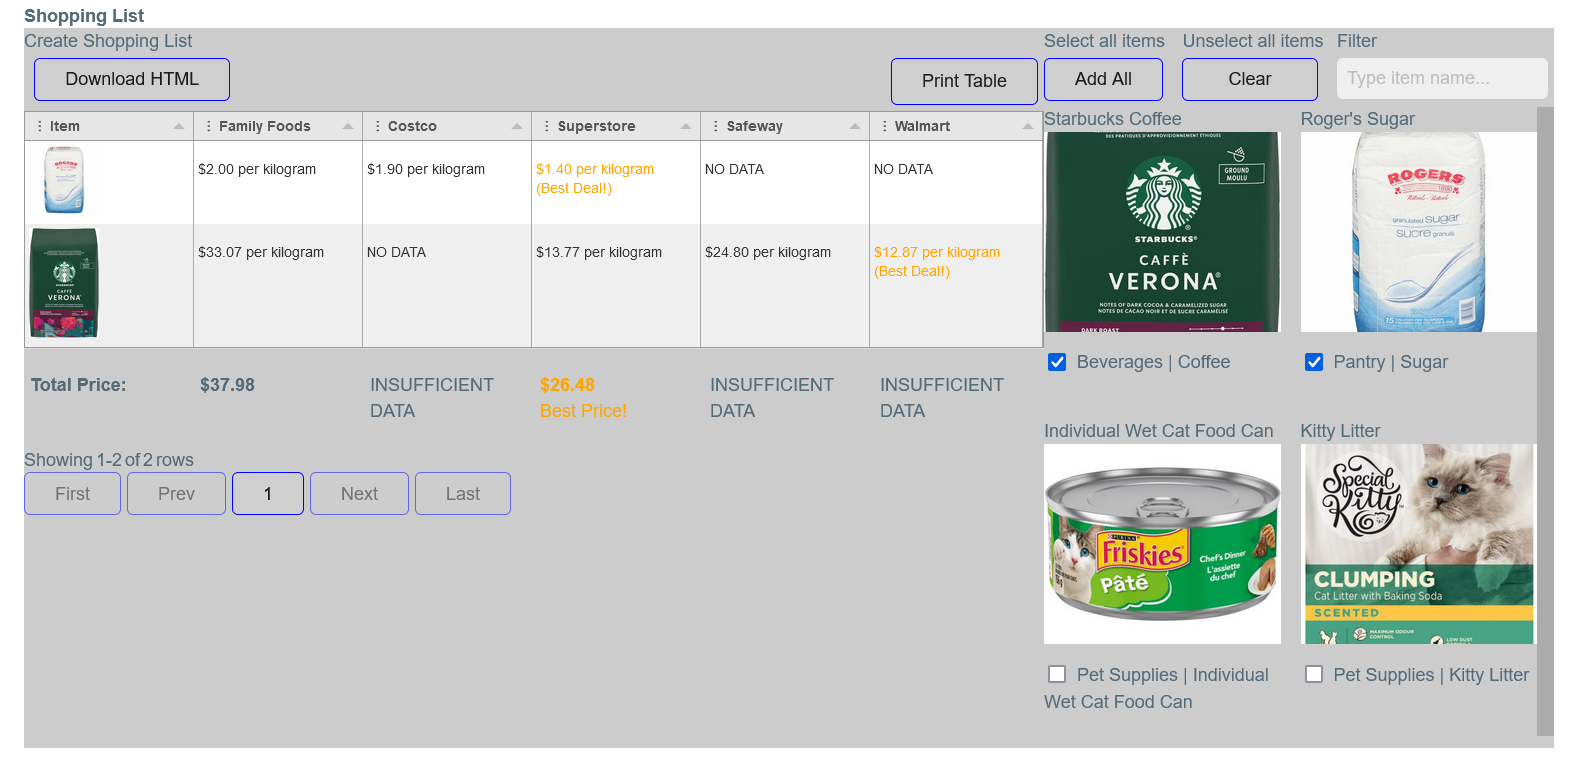 Shopping List
Create Shopping List
Download HTML
Print Table
Select all items
Add All
Unselect all items
Clear
Filter
Type item name...
Item
Family Foods
Costco
Superstore
Safeway
Walmart
ROGERS
$2.00 per kilogram
$1.90 per kilogram
$1.40 per kilogram
(Best Deal!)
NO DATA
NO DATA
STARBUCKS
CAFFÈ
VERONA
$33.07 per kilogram
NO DATA
$13.77 per kilogram
$24.80 per kilogram
$12.87 per kilogram
(Best Deal!)
Total Price:
$37.98
INSUFFICIENT
DATA
$26.48
Best Price!
INSUFFICIENT
DATA
INSUFFICIENT
DATA
Showing 1-2 of 2 rows
First
Prev
1
Next
Last
Starbucks Coffee
DES PRATIQUES D'APPROVISIONNEMENT ÉTHIQUES
GROUND
MOULU
STARBUCKS®
CAFFÈ
VERONA®
NOTES OF DARK COCOA & CARAMELIZED SUGAR
NOTES DE CACAO NOIR ET DE SUCRE CARAMÉLISÉ
DARK ROAST
Beverages | Coffee
Roger's Sugar
ROGERS
Natural - Naturel
granulated sugar
sucre granulé
15
Pantry | Sugar
Individual Wet Cat Food Can
PURINA
Friskies
Pâté
Chef's Dinner
L'assiette
du chef
Pet Supplies | Individual
Wet Cat Food Can
Kitty Litter
Special
Kitty
CLUMPING
Cat Litter with Baking Soda
SCENTED
MAXIMUM ODOUR
CONTROL
LOW DUST
Pet Supplies | Kitty Litter